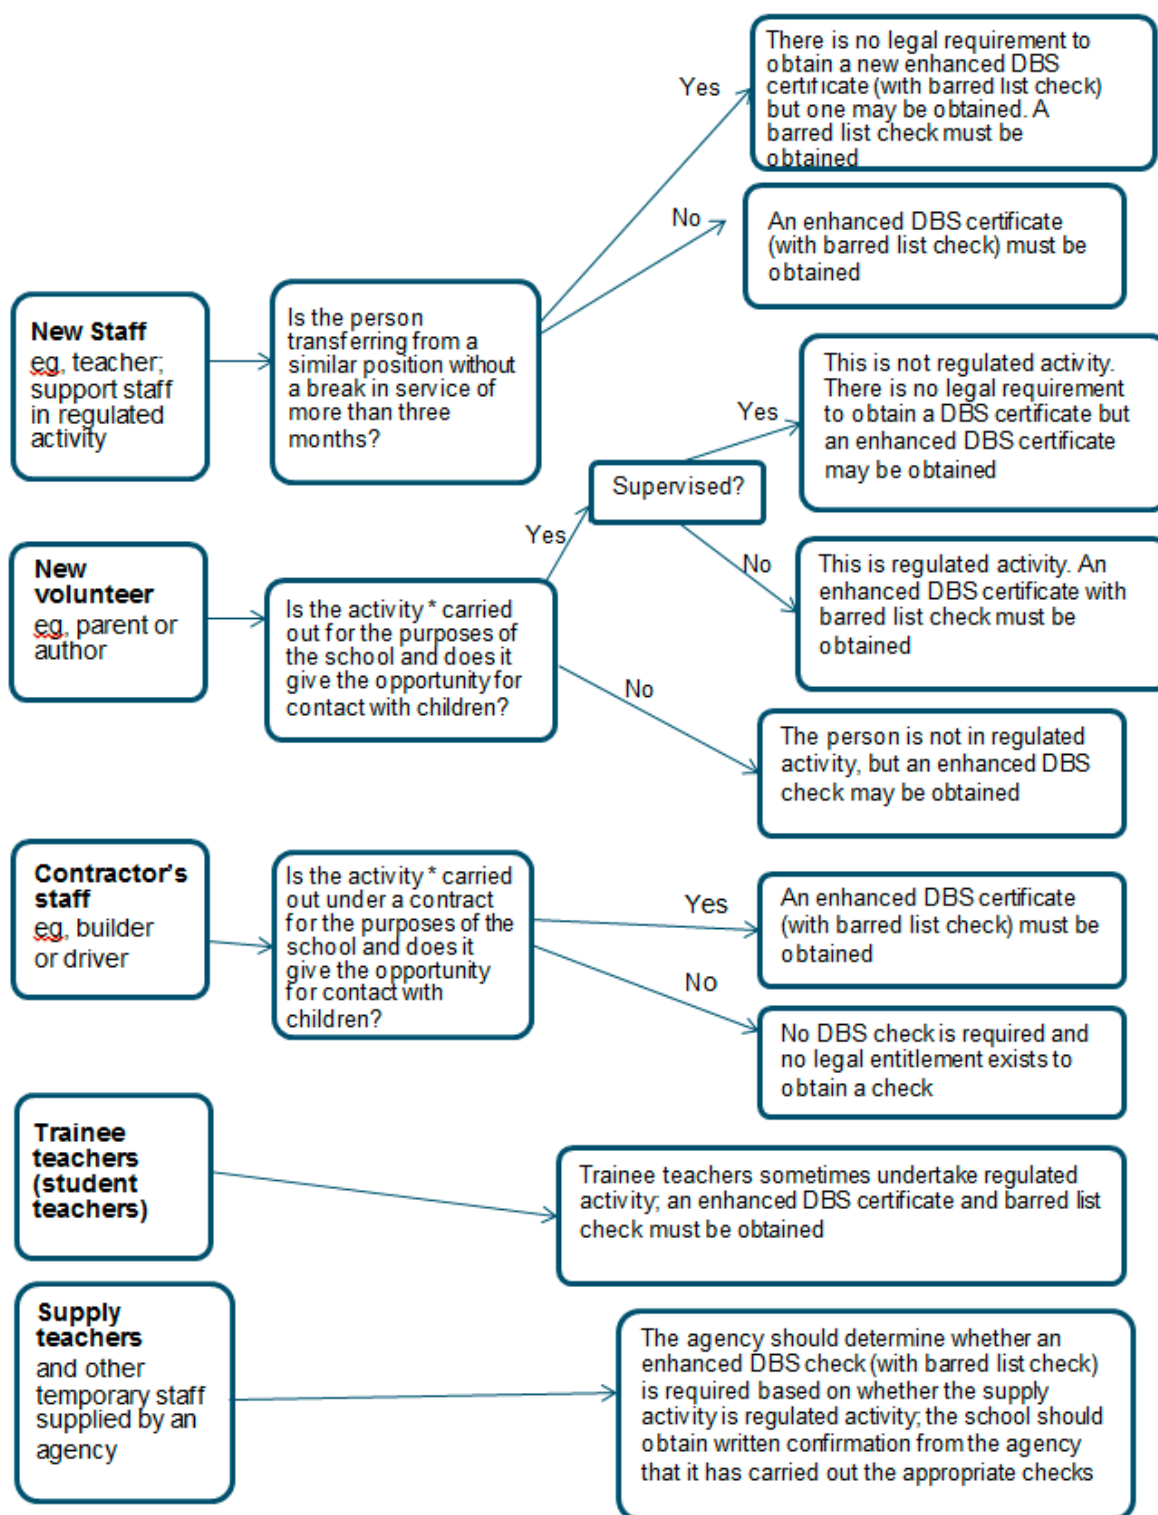 There is no legal requirement to
obtain a new enhanced DBS
certificate (with barred list check)
but one may be obtained. A
barred list check must be
obtained
Yes
No
An enhanced DBS certificate
(with barred list check) must be
obtained
New Staff
eg, teacher;
support staff
in regulated
activity
Is the person
transferring from a
similar position without
a break in service of
more than three
months?
This is not regulated activity.
There is no legal requirement
to obtain a DBS certificate but
an enhanced DBS certificate
may be obtained
Yes
Supervised?
Yes
No
This is regulated activity. An
enhanced DBS certificate with
barred list check must be
obtained
New
volunteer
eg, parent or
author
Is the activity * carried
out for the purposes of
the school and does it
give the opportunity for
contact with children?
No
The person is not in regulated
activity, but an enhanced DBS
check may be obtained
Contractor's
staff
eg, builder
or driver
Is the activity * carried
out under a contract
for the purposes of the
school and does it
give the opportunity
for contact with
children?
Yes
An enhanced DBS certificate
(with barred list check) must be
obtained
No
No DBS check is required and
no legal entitlement exists to
obtain a check
Trainee
teachers
(student
teachers)
Trainee teachers sometimes undertake regulated
activity; an enhanced DBS certificate and barred list
check must be obtained
Supply
teachers
and other
temporary staff
supplied by an
agency
The agency should determine whether an
enhanced DBS check (with barred list check)
is required based on whether the supply
activity is regulated activity; the school should
obtain written confirmation from the agency
that it has carried out the appropriate checks